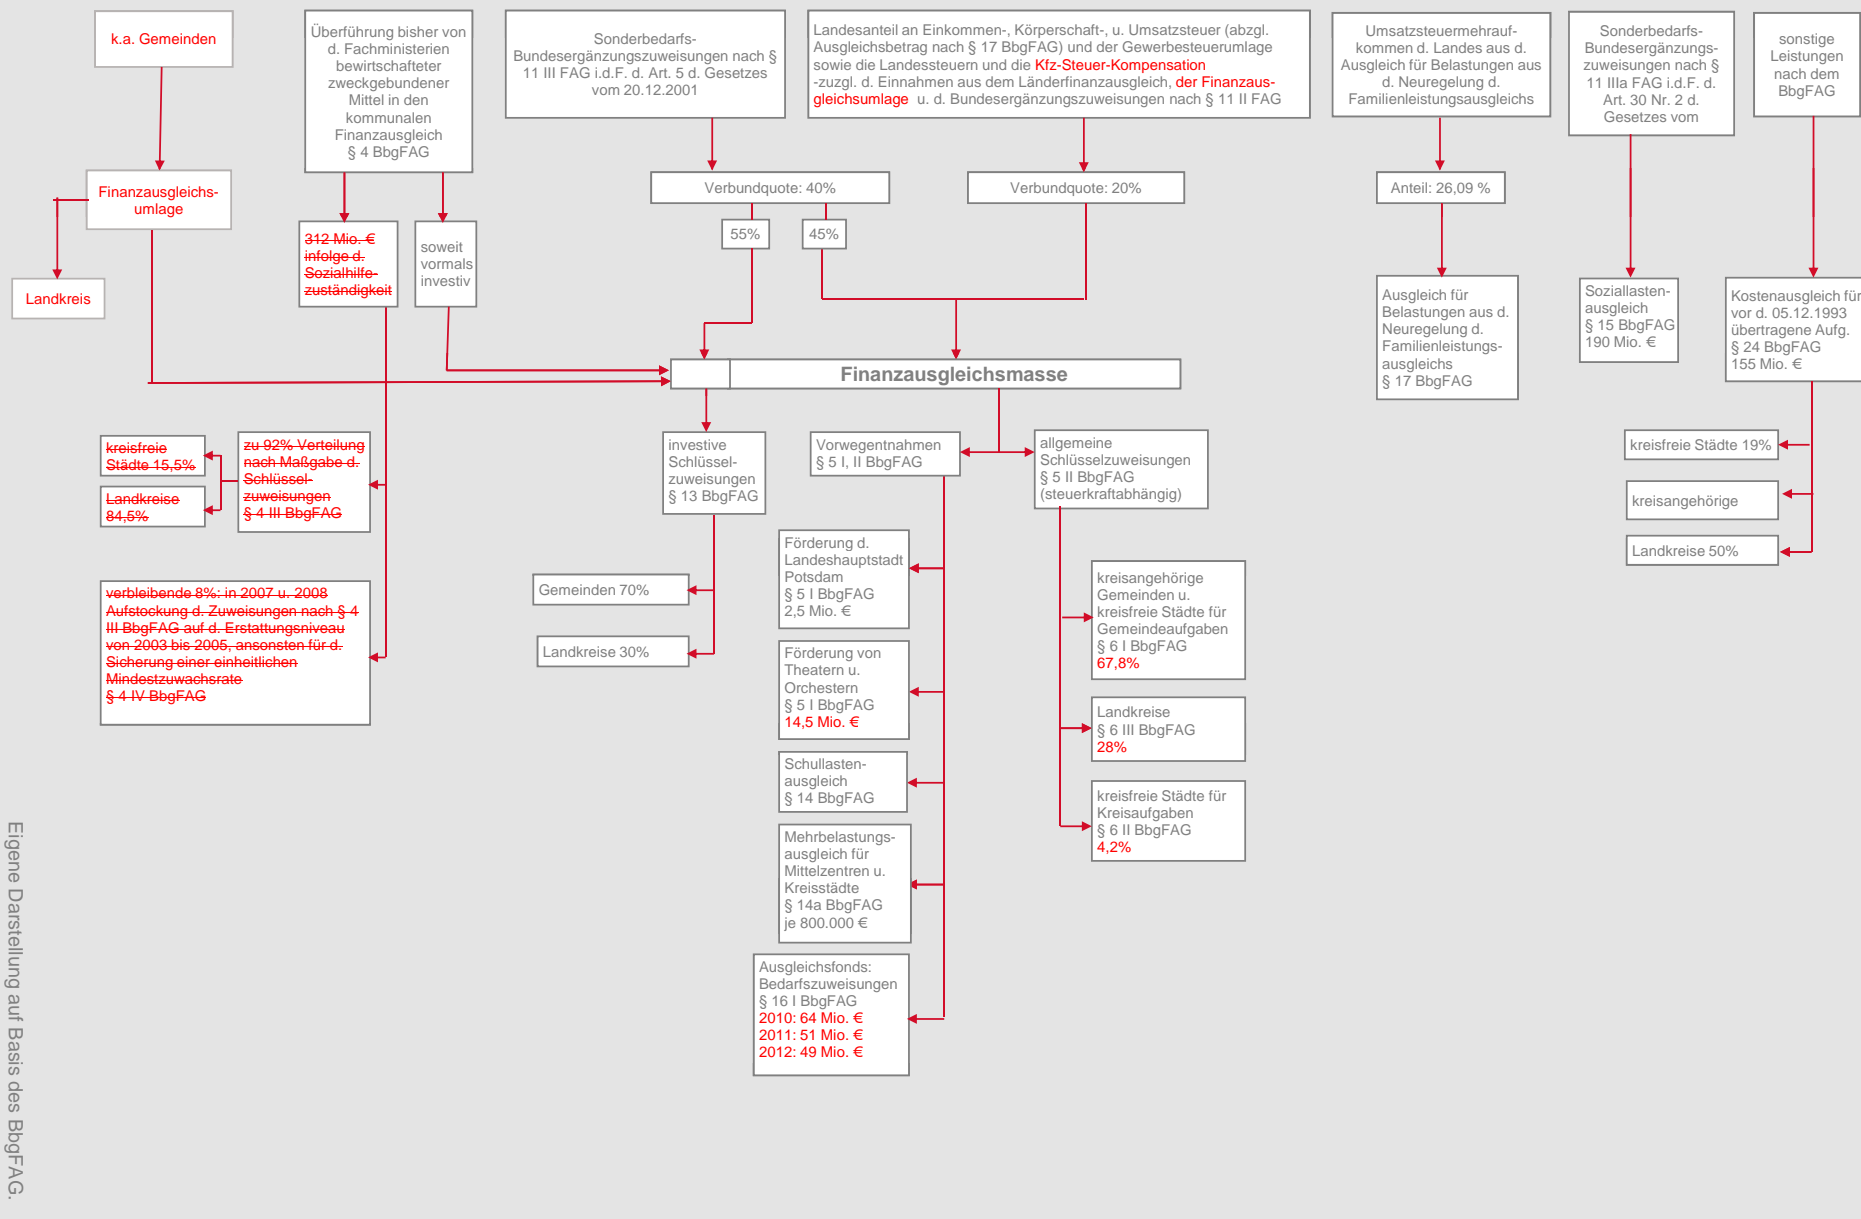 k.a. Gemeinden
Überführung bisher von
d. Fachministerien
bewirtschafteter
zweckgebundener
Mittel in den
kommunalen
Finanzausgleich
§ 4 BbgFAG
Sonderbedarfs-
Bundesergänzungszuweisungen nach §
11 III FAG i.d.F. d. Art. 5 d. Gesetzes
vom 20.12.2001
Landesanteil an Einkommen-, Körperschaft-, u. Umsatzsteuer (abzgl.
Ausgleichsbetrag nach § 17 BbgFAG) und der Gewerbesteuerumlage
sowie die Landessteuern und die Kfz-Steuer-Kompensation
-zuzgl. d. Einnahmen aus dem Länderfinanzausgleich, der Finanzaus-
gleichsumlage u. d. Bundesergänzungszuweisungen nach § 11 II FAG
Umsatzsteuermehrauf-
kommen d. Landes aus d.
Ausgleich für Belastungen aus
d. Neuregelung d.
Familienleistungsausgleichs
Sonderbedarfs-
Bundesergänzungs-
zuweisungen nach §
11 IIIa FAG i.d.F. d.
Art. 30 Nr. 2 d.
Gesetzes vom
sonstige
Leistungen
nach dem
BbgFAG
Finanzausgleichs-
umlage
Verbundquote: 40%
Verbundquote: 20%
Anteil: 26,09 %
55%
45%
Landkreis
312 Mio. €
infolge d.
Sozialhilfe-
zuständigkeit
soweit
vormals
investiv
Ausgleich für
Belastungen aus d.
Neuregelung d.
Familienleistungs-
ausgleichs
§ 17 BbgFAG
Soziallasten-
ausgleich
§ 15 BbgFAG
190 Mio. €
Kostenausgleich für
vor d. 05.12.1993
übertragene Aufg.
§ 24 BbgFAG
155 Mio. €
Finanzausgleichsmasse
kreisfreie
Städte 15,5%
Landkreise
84,5%
zu 92% Verteilung
nach Maßgabe d.
Schlüssel-
zuweisungen
§ 4 III BbgFAG
investive
Schlüssel-
zuweisungen
§ 13 BbgFAG
Vorwegentnahmen
§ 5 I, II BbgFAG
allgemeine
Schlüsselzuweisungen
§ 5 II BbgFAG
(steuerkraftabhängig)
kreisfreie Städte 19%
kreisangehörige
Landkreise 50%
verbleibende 8%: in 2007 u. 2008
Aufstockung d. Zuweisungen nach § 4
III BbgFAG auf d. Erstattungsniveau
von 2003 bis 2005, ansonsten für d.
Sicherung einer einheitlichen
Mindestzuwachsrate
§ 4 IV BbgFAG
Gemeinden 70%
Landkreise 30%
Förderung d.
Landeshauptstadt
Potsdam
§ 5 I BbgFAG
2,5 Mio. €
Förderung von
Theatern u.
Orchestern
§ 5 I BbgFAG
14,5 Mio. €
Schullasten-
ausgleich
§ 14 BbgFAG
Mehrbelastungs-
ausgleich für
Mittelzentren u.
Kreisstädte
§ 14a BbgFAG
je 800.000 €
Ausgleichsfonds:
Bedarfszuweisungen
§ 16 I BbgFAG
2010: 64 Mio. €
2011: 51 Mio. €
2012: 49 Mio. €
kreisangehörige
Gemeinden u.
kreisfreie Städte für
Gemeindeaufgaben
§ 6 I BbgFAG
67,8%
Landkreise
§ 6 III BbgFAG
28%
kreisfreie Städte für
Kreisaufgaben
§ 6 II BbgFAG
4,2%
Eigene Darstellung auf Basis des BbgFAG.